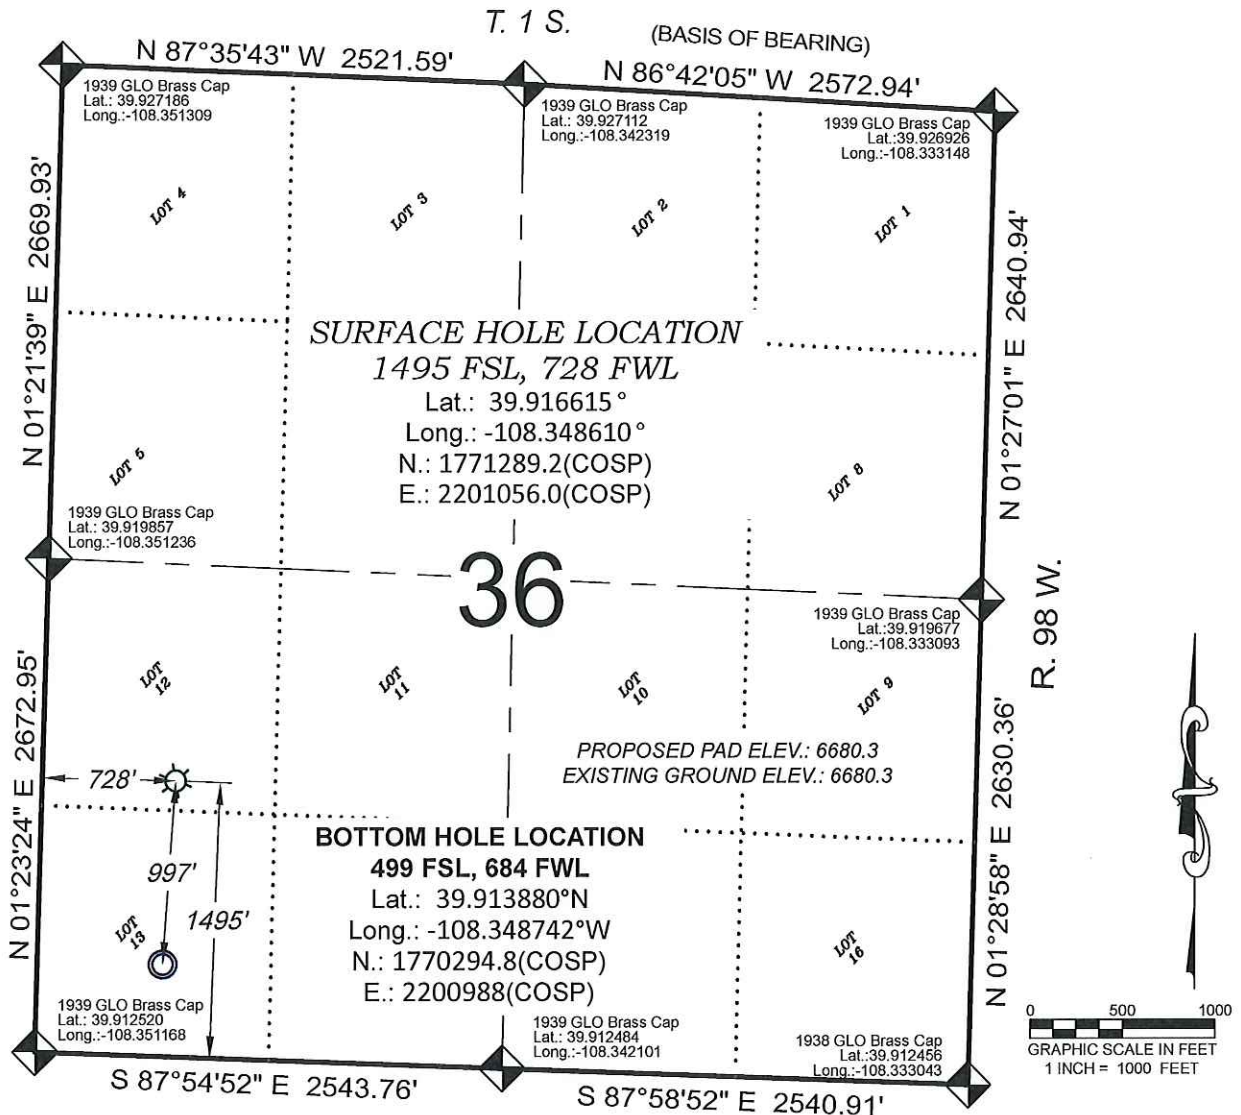 T. 1 S.
(BASIS OF BEARING)
N 87°35'43" W 2521.59'
N 86°42'05" W 2572.94'
1939 GLO Brass Cap
Lat.: 39.927186
Long.:-108.351309
1939 GLO Brass Cap
Lat.: 39.927112
Long.:-108.342319
1939 GLO Brass Cap
Lat.:39.926926
Long.:-108.333148
LOT 4
LOT 3
LOT 2
LOT 1
N 01°21'39" E 2669.93'
N 01°27'01" E 2640.94'
SURFACE HOLE LOCATION
1495 FSL, 728 FWL
Lat.: 39.916615°
Long.: -108.348610°
N.: 1771289.2(COSP)
E.: 2201056.0(COSP)
LOT 5
LOT 8
1939 GLO Brass Cap
Lat.: 39.919857
Long.:-108.351236
36
1939 GLO Brass Cap
Lat.:39.919677
Long.:-108.333093
R. 98 W.
LOT
12
LOT
11
LOT
10
LOT 9
PROPOSED PAD ELEV.: 6680.3
EXISTING GROUND ELEV.: 6680.3
N 01°23'24" E 2672.95'
N 01°28'58" E 2630.36'
728'
997'
1495'
BOTTOM HOLE LOCATION
499 FSL, 684 FWL
Lat.: 39.913880°N
Long.: -108.348742°W
N.: 1770294.8(COSP)
E.: 2200988(COSP)
LOT
13
LOT
16
1939 GLO Brass Cap
Lat.: 39.912520
Long.:-108.351168
1939 GLO Brass Cap
Lat.: 39.912484
Long.:-108.342101
1938 GLO Brass Cap
Lat.:39.912456
Long.:-108.333043
S 87°54'52" E 2543.76'
S 87°58'52" E 2540.91'
0 500 1000
GRAPHIC SCALE IN FEET
1 INCH = 1000 FEET